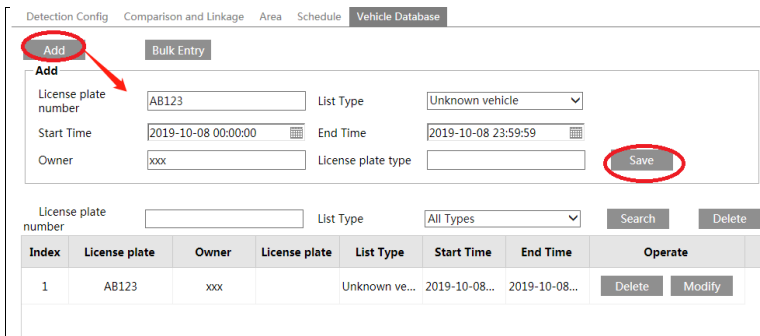 Detection Config Comparison and Linkage Area Schedule Vehicle Database
Add Bulk Entry
Add
License plate number AB123 List Type Unknown vehicle
Start Time 2019-10-08 00:00:00 End Time 2019-10-08 23:59:59
Owner xxx License plate type Save
License plate number List Type All Types Search Delete
Index License plate Owner License plate List Type Start Time End Time Operate
1 AB123 xxx Unknown ve... 2019-10-08... 2019-10-08... Delete Modify